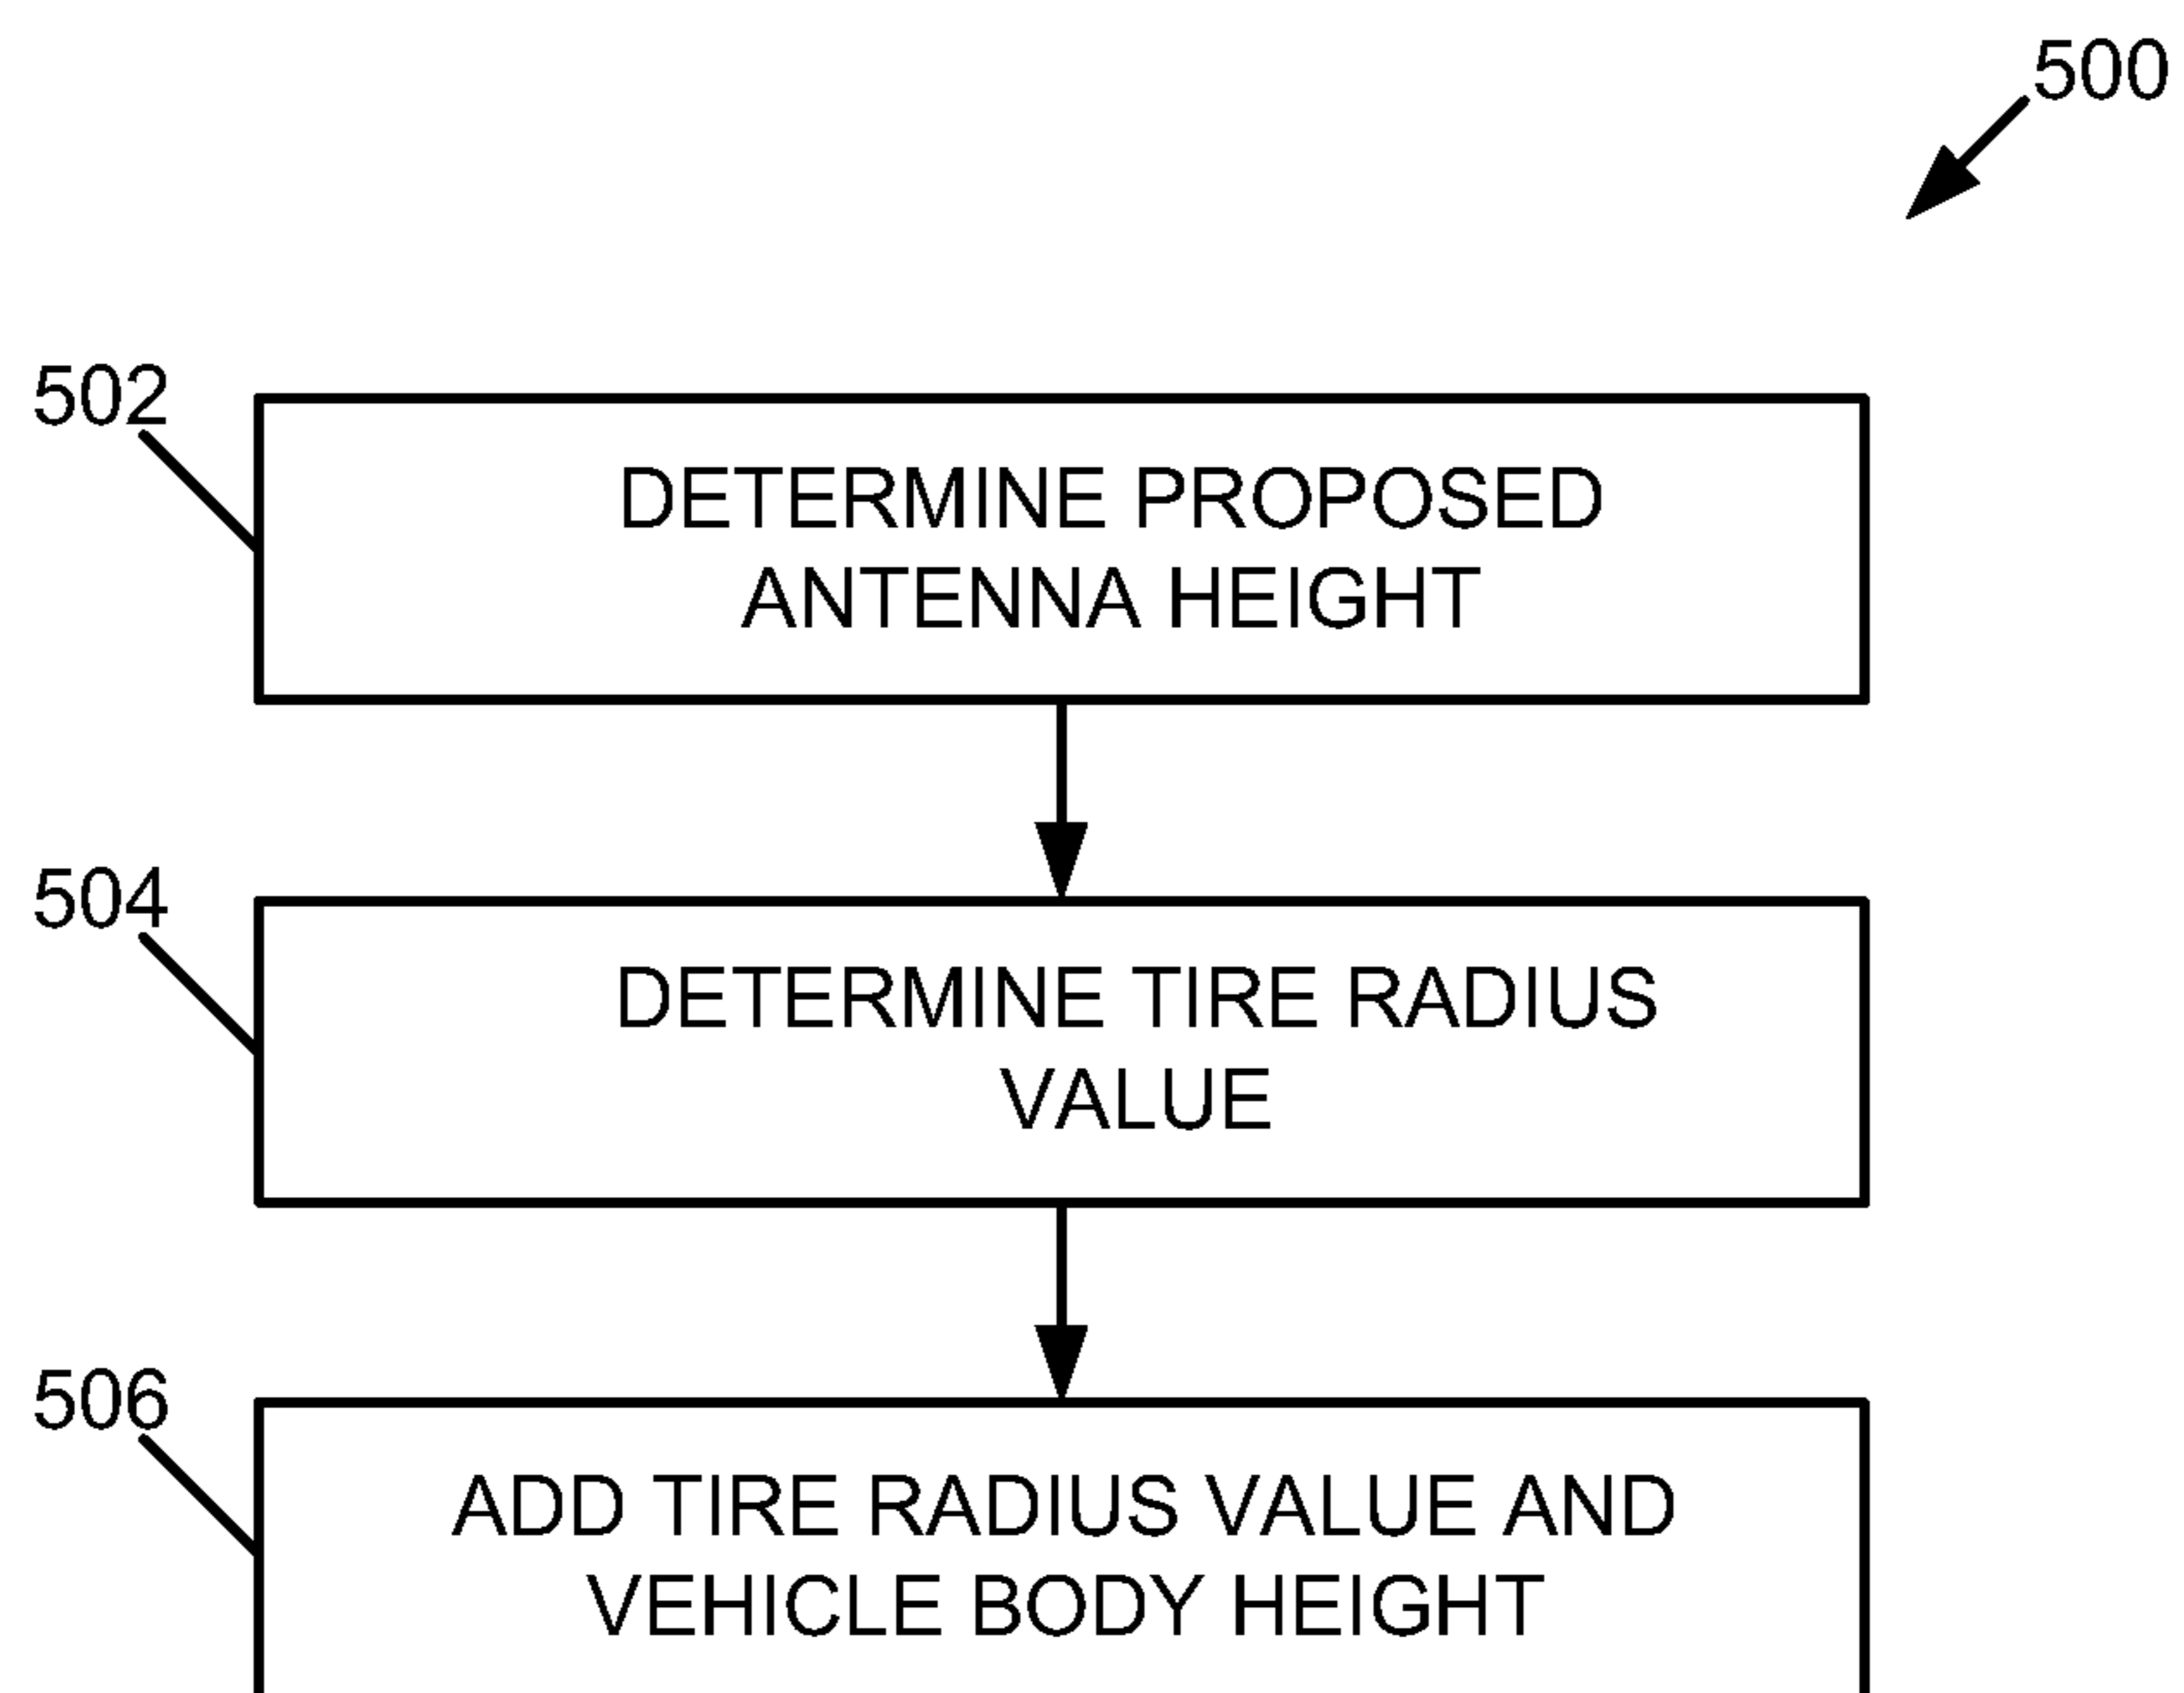 500
502
DETERMINE PROPOSED
ANTENNA HEIGHT
504
DETERMINE TIRE RADIUS
VALUE
506
ADD TIRE RADIUS VALUE AND
VEHICLE BODY HEIGHT